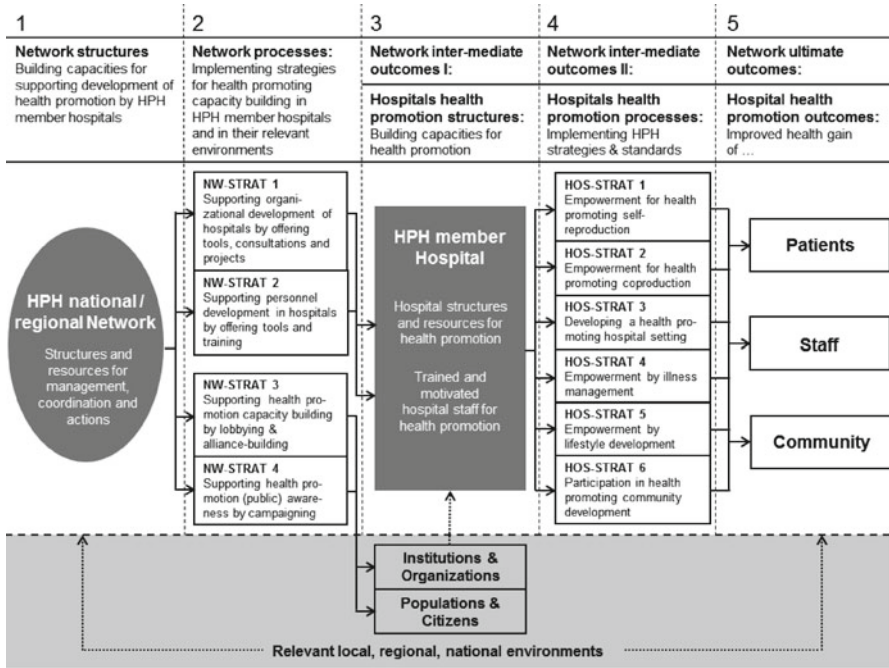 1
Network structures
Building capacities for
supporting development of
health promotion by HPH
member hospitals
2
Network processes:
Implementing strategies
for health promoting
capacity building in
HPH member hospitals
and in their relevant
environments
3
Network inter-mediate
outcomes I:
Hospitals health
promotion structures:
Building capacities for
health promotion
4
Network inter-mediate
outcomes II:
Hospitals health
promotion processes:
Implementing HPH
strategies & standards
5
Network ultimate
outcomes:
Hospital health
promotion outcomes:
Improved health gain
of ...
HPH national /
regional Network
Structures and
resources for
management,
coordination and
actions
NW-STRAT 1
Supporting organi-
zational development of
hospitals by offering
tools, consultations and
projects
NW-STRAT 2
Supporting personnel
development in hospitals
by offering tools and
training
NW-STRAT 3
Supporting health pro-
motion capacity building
by lobbying &
alliance-building
NW-STRAT 4
Supporting health pro-
motion (public) aware-
ness by campaigning
HPH member
Hospital
Hospital structures
and resources for
health promotion
Trained and
motivated
hospital staff for
health promotion
HOS-STRAT 1
Empowerment for health
promoting self-
reproduction
HOS-STRAT 2
Empowerment for health
promoting coproduction
HOS-STRAT 3
Developing a health pro-
moting hospital setting
HOS-STRAT 4
Empowerment by illness
management
HOS-STRAT 5
Empowerment by
lifestyle development
HOS-STRAT 6
Participation in health
promoting community
development
Patients
Staff
Community
Institutions &
Organizations
Populations &
Citizens
Relevant local, regional, national environments